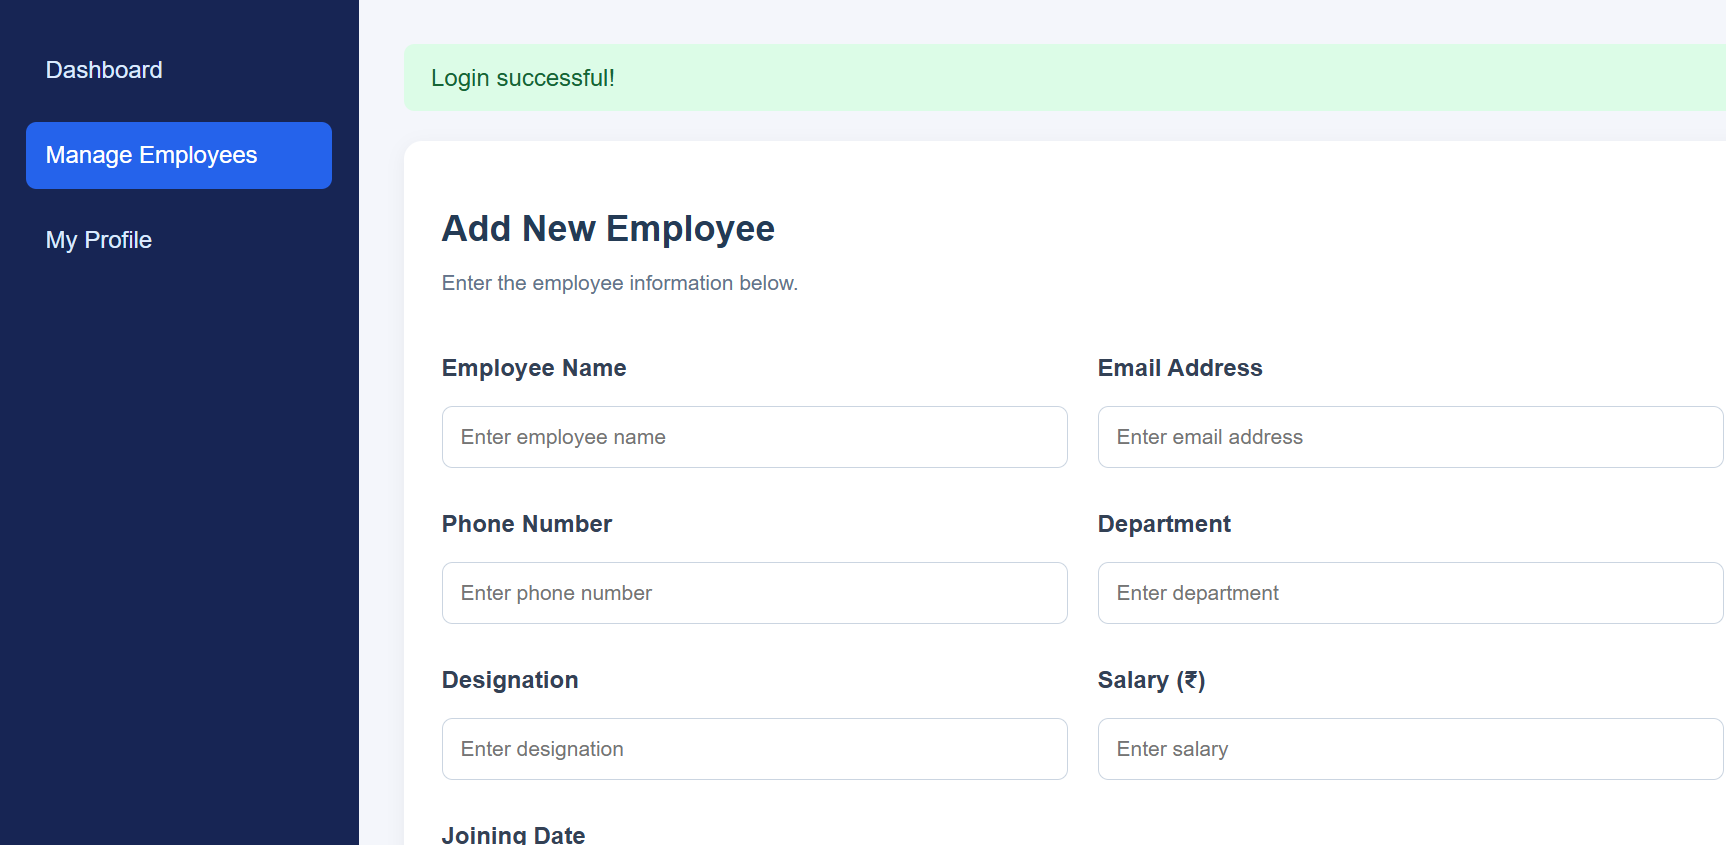 Dashboard
Manage Employees
My Profile
Login successful!
Add New Employee
Enter the employee information below.
Employee Name
Email Address
Enter employee name
Enter email address
Phone Number
Department
Enter phone number
Enter department
Designation
Salary (₹)
Enter designation
Enter salary
Joining Date